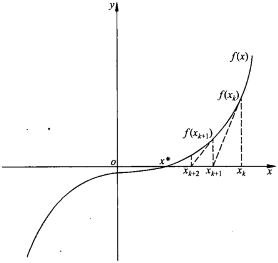 y
f(x)
f(x_k)
f(x_{k+1})
o
x*
x_{k+2}
x_{k+1}
x_k
x